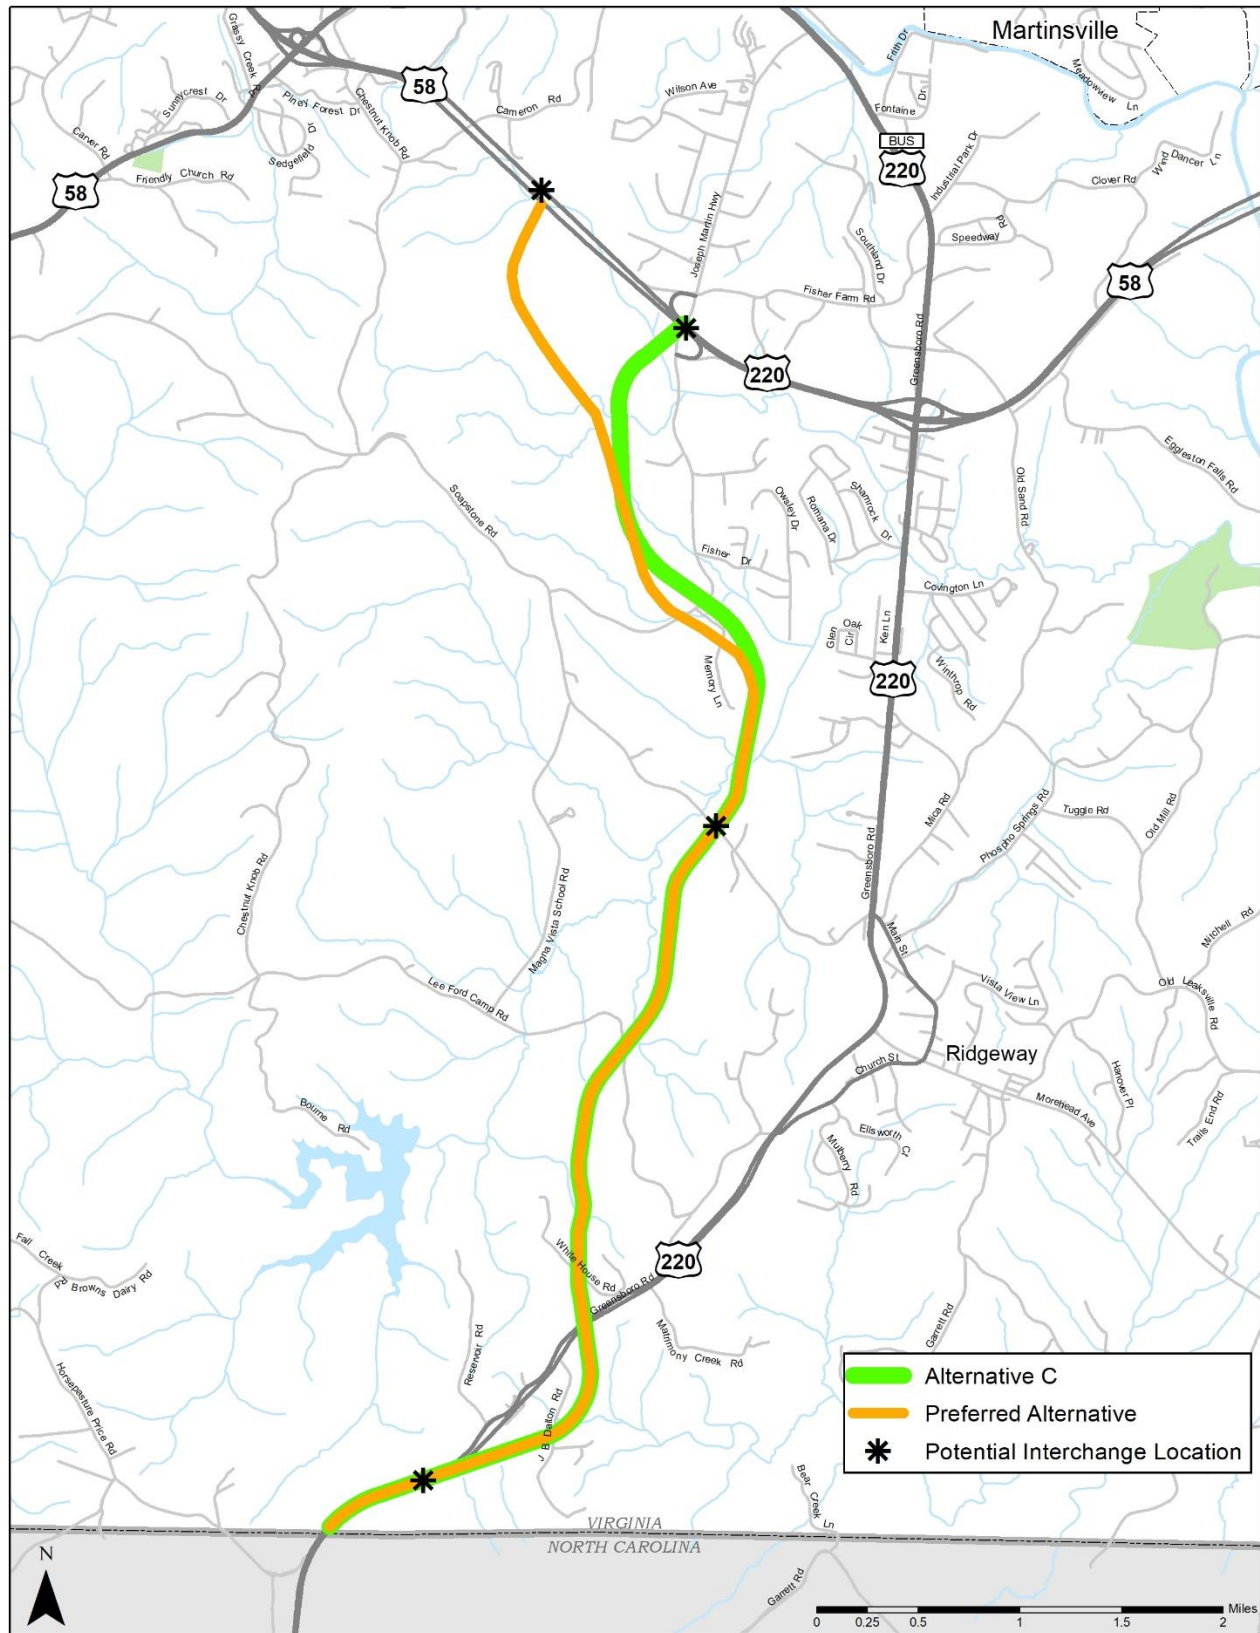 Martinsville
Grassy Creek Rd
58
Sunnycrest Dr
Piney Forest Dr
Chestnut Knob Rd
Cameron Rd
Wilson Ave
Frith Dr
Fontaine Dr
Meadowview Ln
BUS
220
Industrial Park Dr
Carver Rd
Sedgefield Dr
Friendly Church Rd
58
Wind Dancer Ln
Clover Rd
Speedway Rd
Southland Dr
Joseph Martin Hwy
Fisher Farm Rd
58
Greensboro Rd
220
Eggleston Falls Rd
Old Sand Rd
Soapstone Rd
Owsley Dr
Romana Dr
Shamrock Dr
Fisher Dr
Covington Ln
Glen Oak Cir
Ken Ln
Winthrop Rd
220
Memory Ln
Mica Rd
Phospho Springs Rd
Tuggle Rd
Old Mill Rd
Greensboro Rd
Chestnut Knob Rd
Magna Vista School Rd
Main St
Mitchell Rd
Lee Ford Camp Rd
Vista View Ln
Old Leaksville Rd
Ridgeway
Church St
Hanover Pl
Morehead Ave
Trails End Rd
Bourne Rd
Ellsworth Cr
Mulberry Rd
Fall Creek Rd
Browns Dairy Rd
White House Rd
220
Greensboro Rd
Reservoir Rd
Matrimony Creek Rd
Garrett Rd
Horsepasture Price Rd
J B Dalton Rd
Alternative C
Preferred Alternative
Potential Interchange Location
Bear Creek Ln
VIRGINIA
NORTH CAROLINA
N
Garrett Rd
Miles
0 0.25 0.5 1 1.5 2